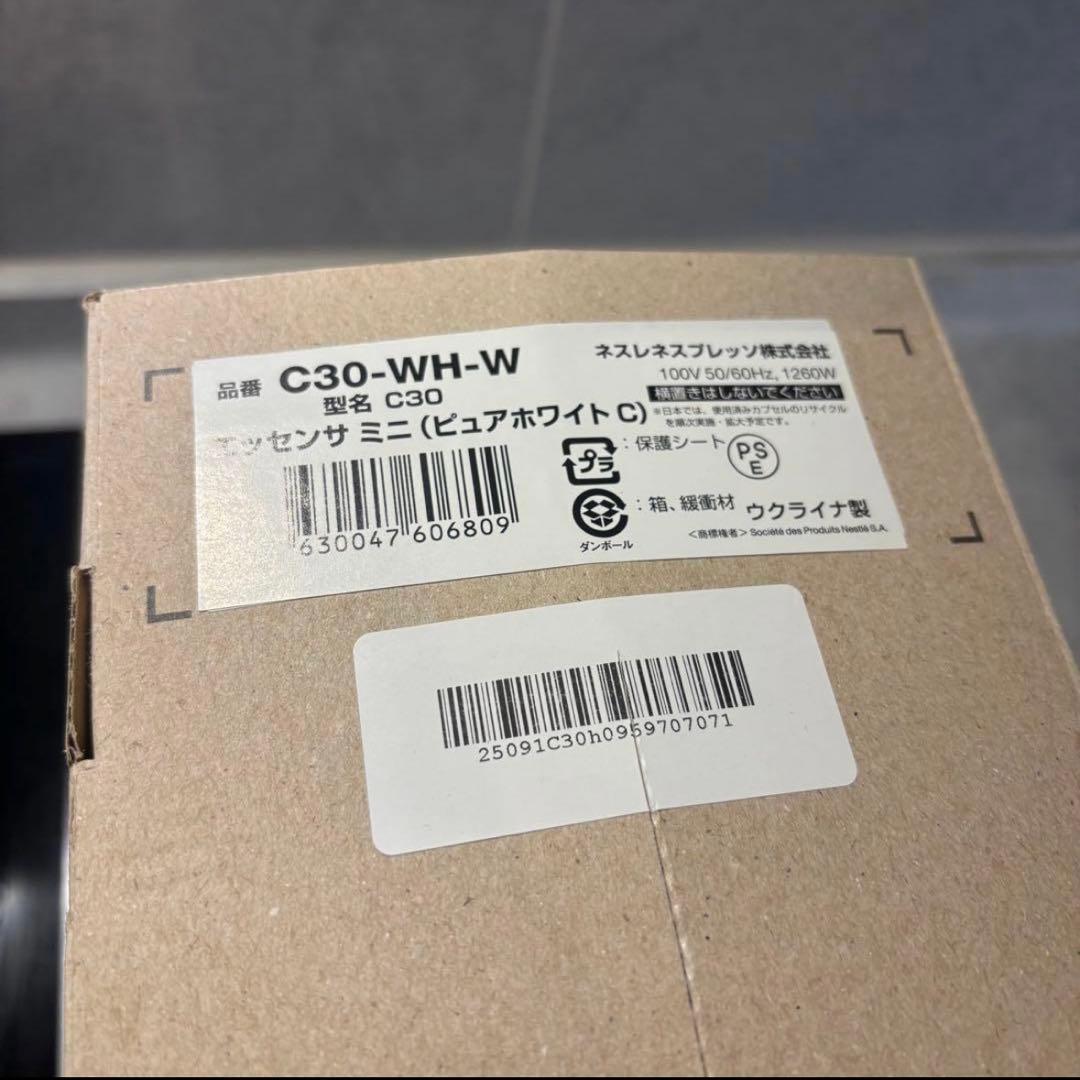 品番 C30-WH-W
型名 C30
エッセンサ ミニ(ピュアホワイト C)
630047 606809
ネスレネスプレッソ株式会社
100V 50/60Hz, 1260W
横置きはしないでください
※日本では、使用済みカプセルのリサイクル
を順次実施・拡大予定です。
プラ
:保護シート
PS
E
:箱、緩衝材
ダンボール
ウクライナ製
<商標権者> Société des Produits Nestlé S.A.
25091C30h0959707071